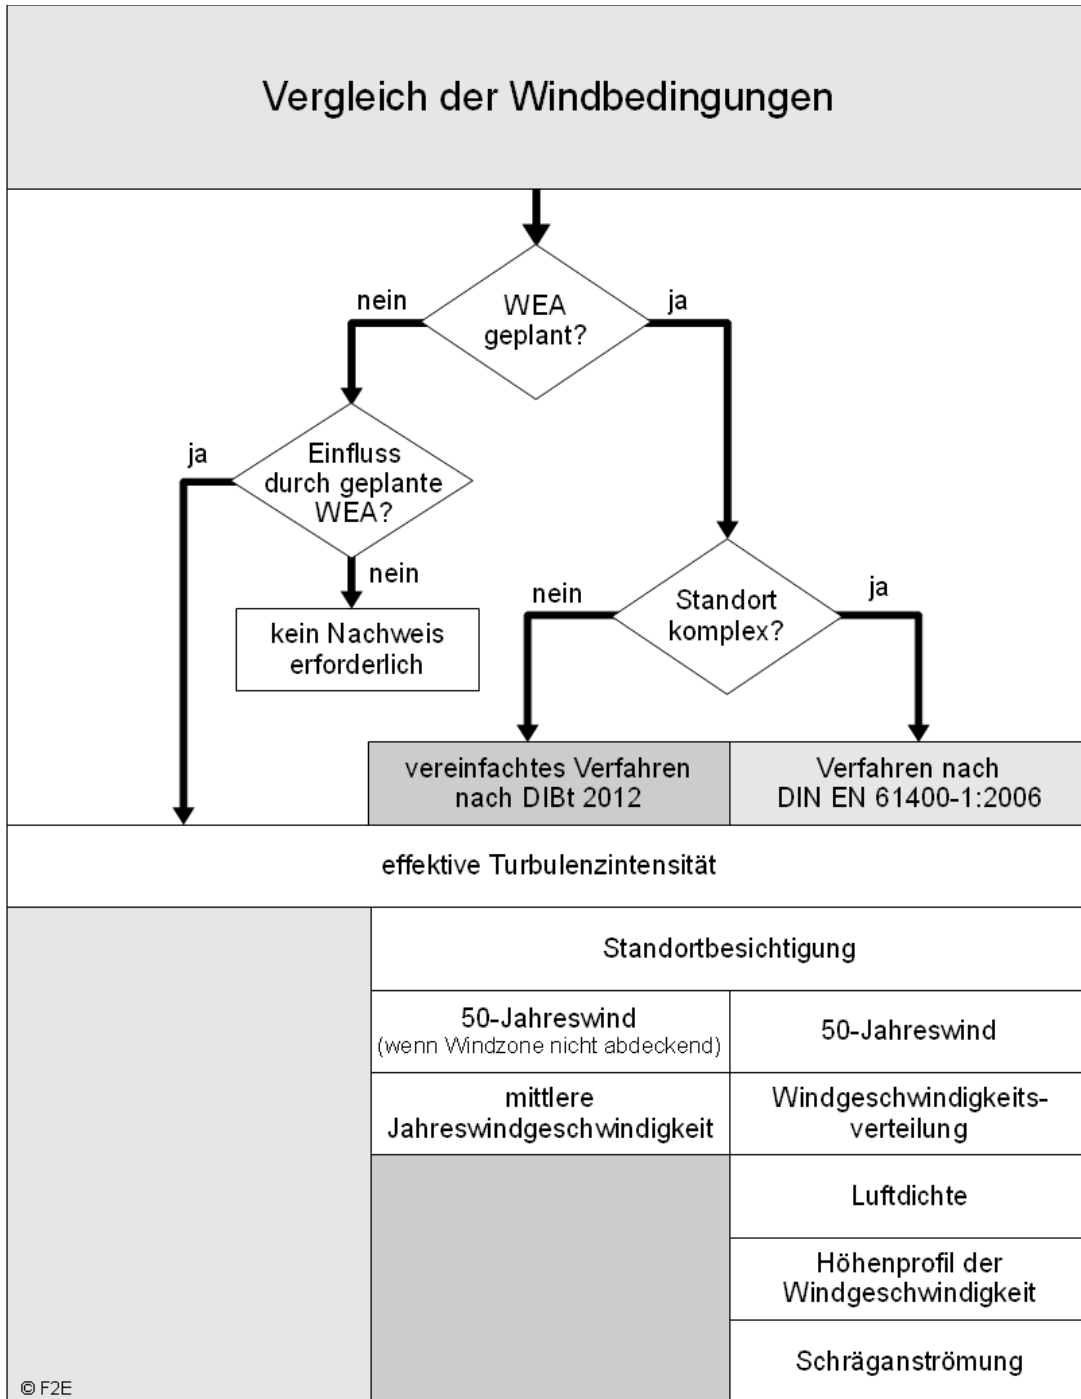 Vergleich der Windbedingungen
nein
WEA
geplant?
ja
ja
Einfluss
durch geplante
WEA?
nein
kein Nachweis
erforderlich
nein
Standort
komplex?
ja
vereinfachtes Verfahren
nach DIBt 2012
Verfahren nach
DIN EN 61400-1:2006
effektive Turbulenzintensität
Standortbesichtigung
50-Jahreswind
(wenn Windzone nicht abdeckend)
50-Jahreswind
mittlere
Jahreswindgeschwindigkeit
Windgeschwindigkeits-
verteilung
Luftdichte
Höhenprofil der
Windgeschwindigkeit
Schräganströmung
© F2E